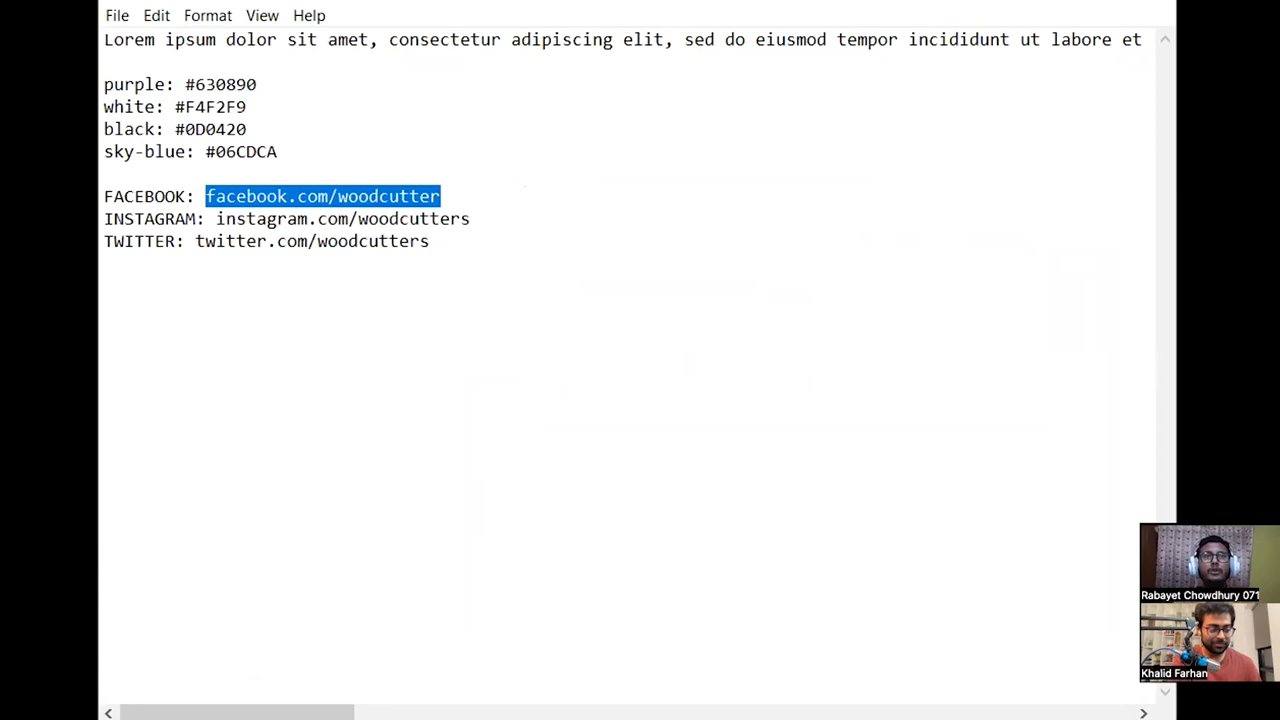 File Edit Format View Help
Lorem ipsum dolor sit amet, consectetur adipiscing elit, sed do eiusmod tempor incididunt ut labore et
purple: #630890
white: #F4F2F9
black: #0D0420
sky-blue: #06CDCA
FACEBOOK: facebook.com/woodcutter
INSTAGRAM: instagram.com/woodcutters
TWITTER: twitter.com/woodcutters
Rabayet Chowdhury 071
Khalid Farhan